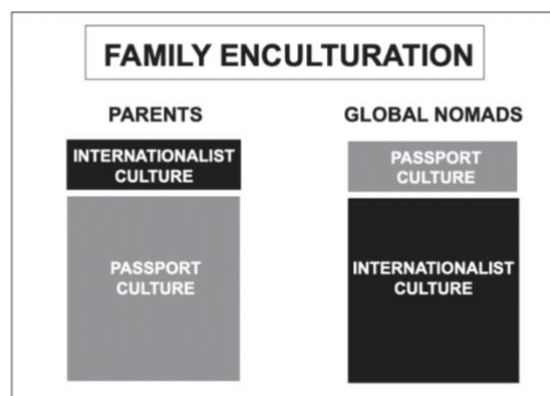 FAMILY ENCULTURATION
PARENTS
INTERNATIONALIST
CULTURE
PASSPORT
CULTURE
GLOBAL NOMADS
PASSPORT
CULTURE
INTERNATIONALIST
CULTURE